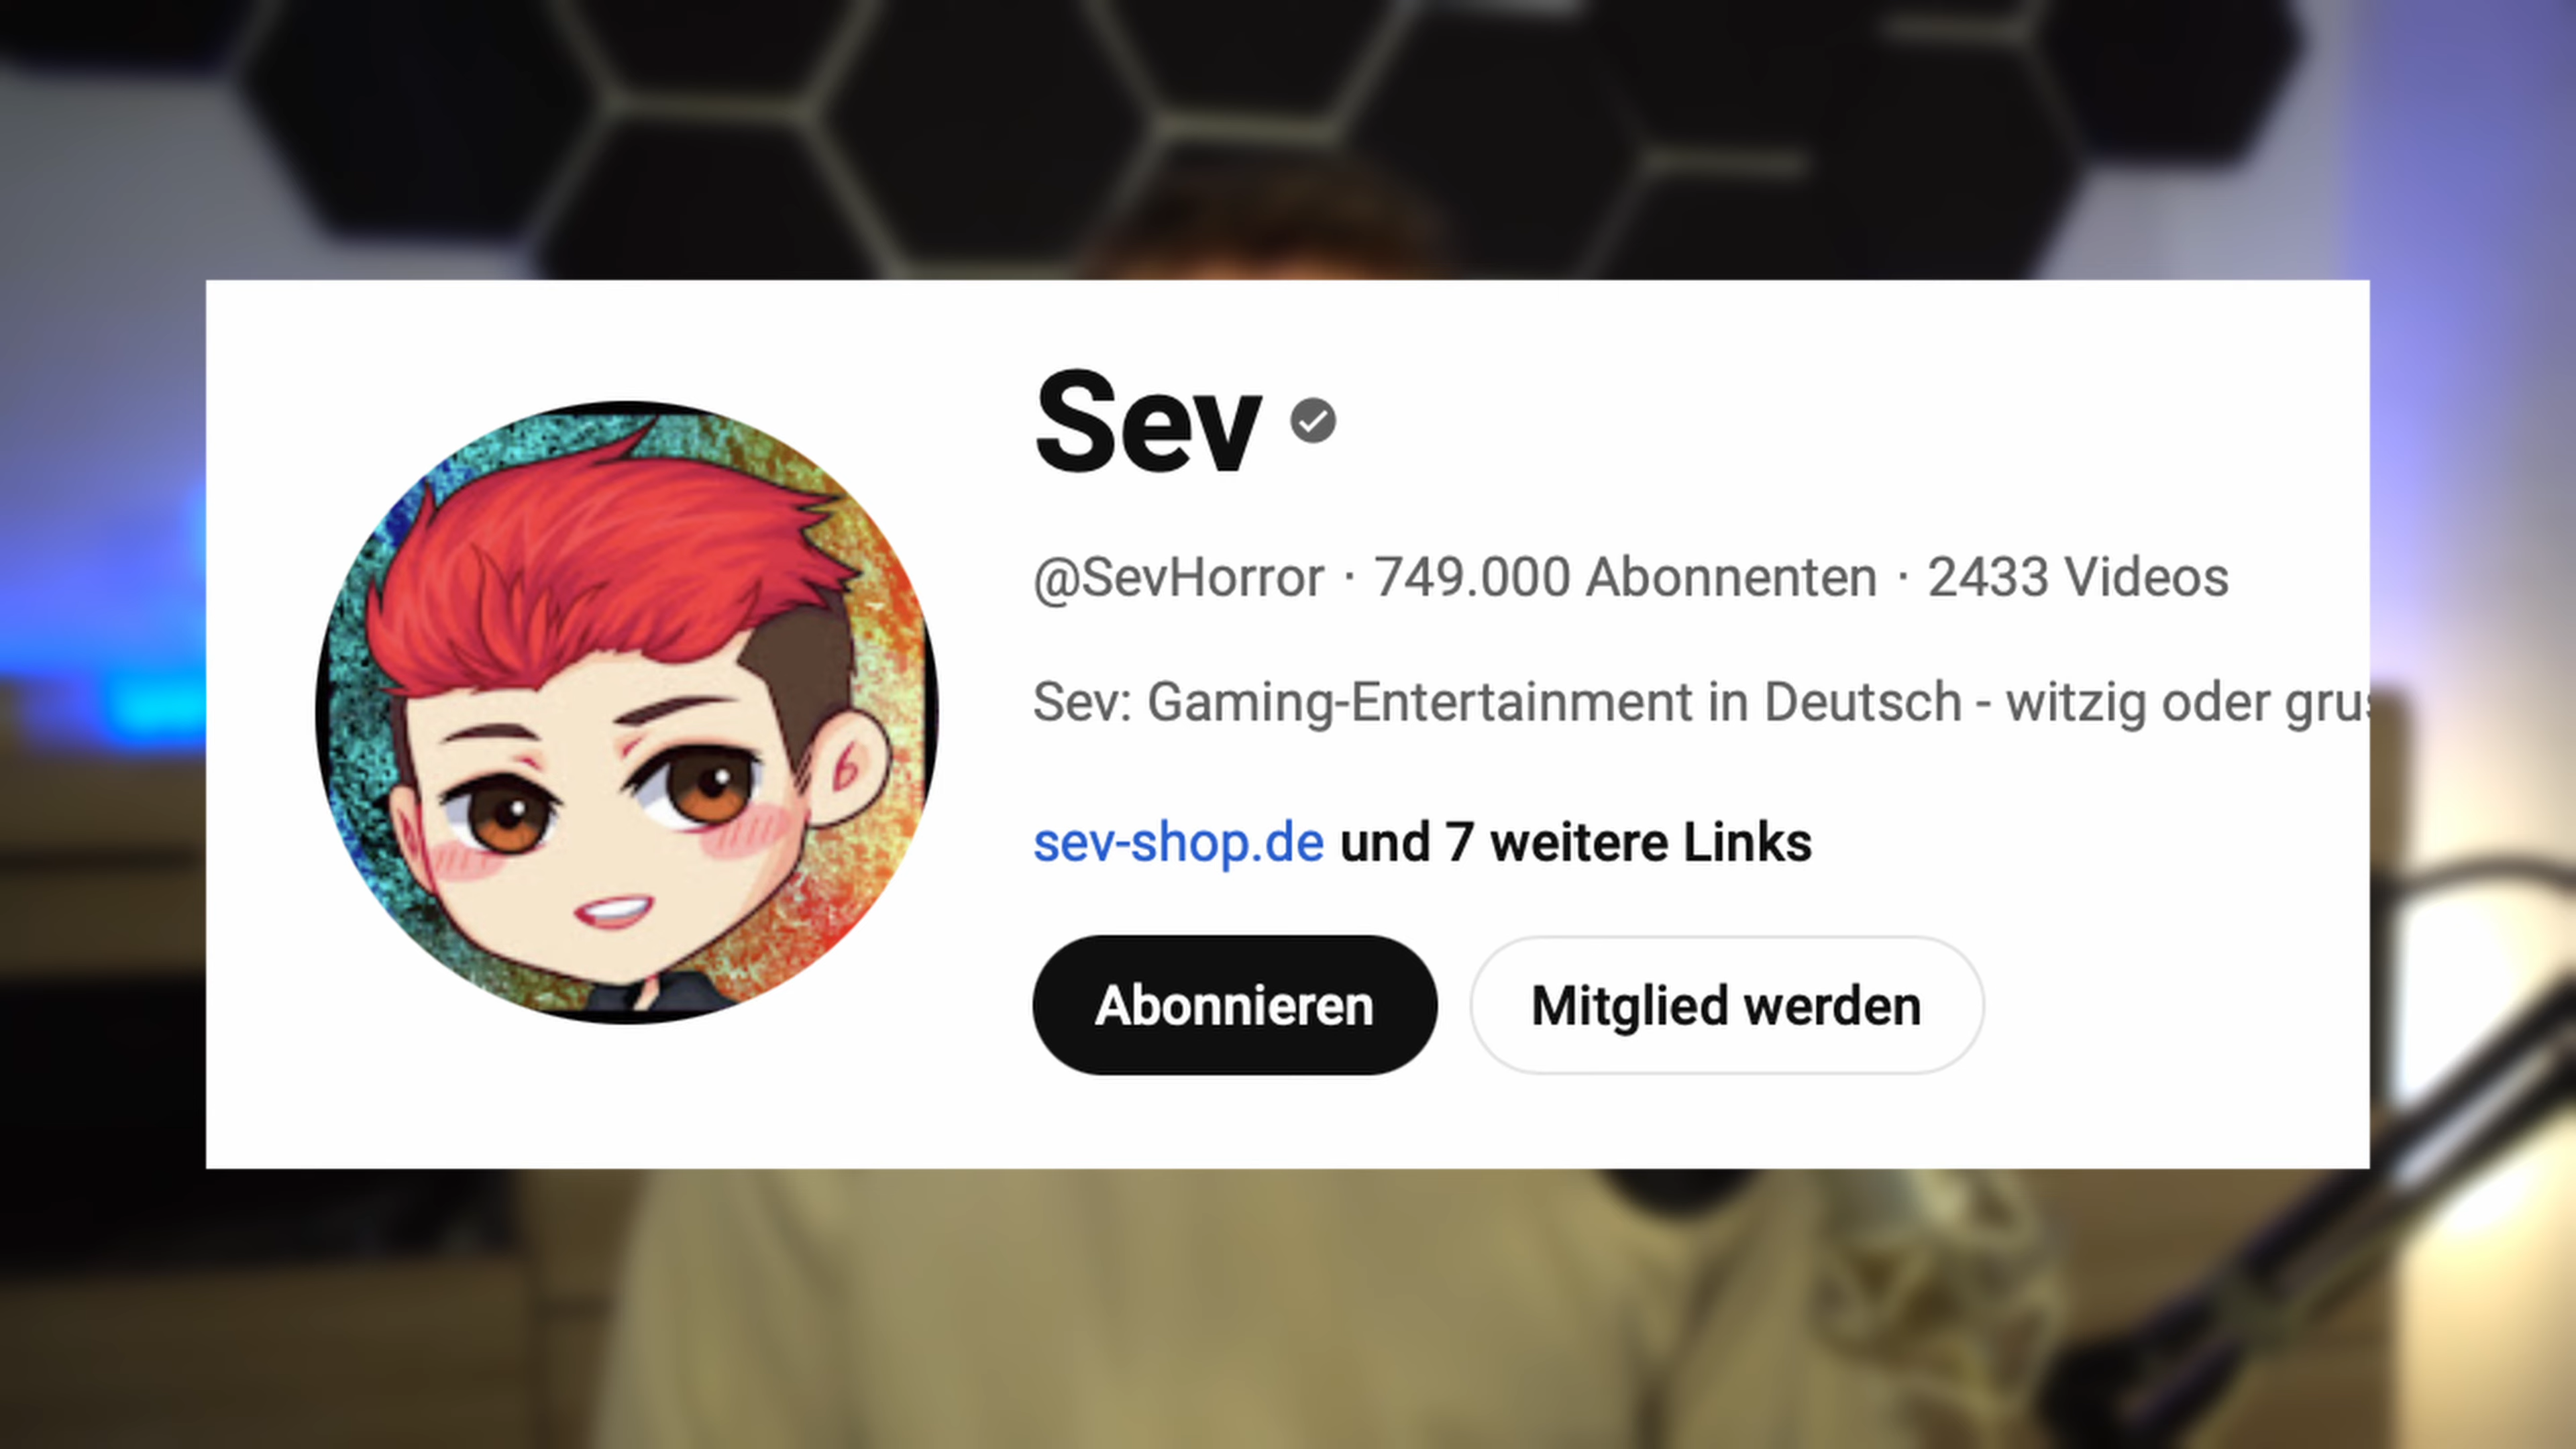 Sev
@SevHorror · 749.000 Abonnenten · 2433 Videos
Sev: Gaming-Entertainment in Deutsch - witzig oder
sev-shop.de und 7 weitere Links
Abonnieren
Mitglied werden